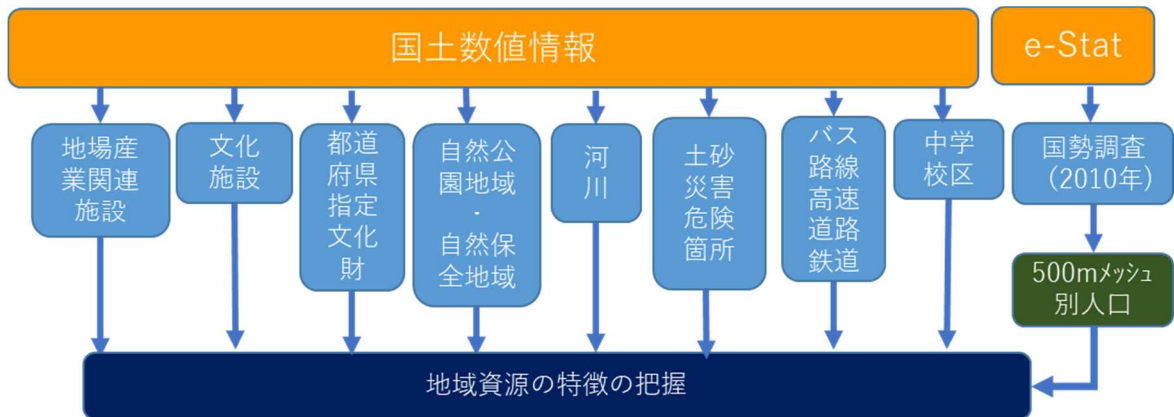 国土数値情報
e-Stat
地場産
業関連
施設
文化
施設
都道
府県
指定
文化
財
自然公
園地域
・
自然保
全地域
河
川
土砂
災害
危険
箇所
バス
路線
高速
道路
鉄道
中学
校区
国勢調査
（2010年）
500mメッシュ
別人口
地域資源の特徴の把握